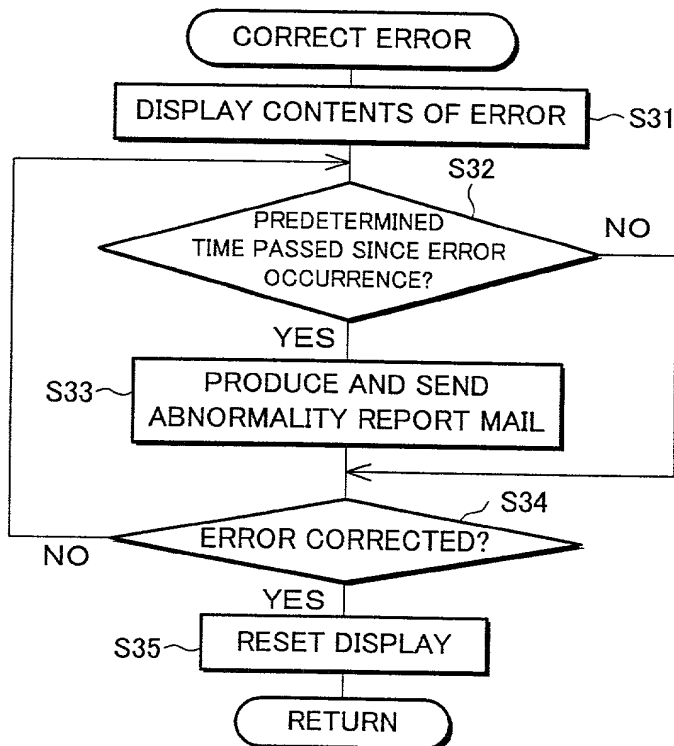 CORRECT ERROR
DISPLAY CONTENTS OF ERROR
S31
S32
PREDETERMINED
TIME PASSED SINCE ERROR
OCCURRENCE?
NO
YES
S33
PRODUCE AND SEND
ABNORMALITY REPORT MAIL
S34
ERROR CORRECTED?
NO
YES
S35
RESET DISPLAY
RETURN